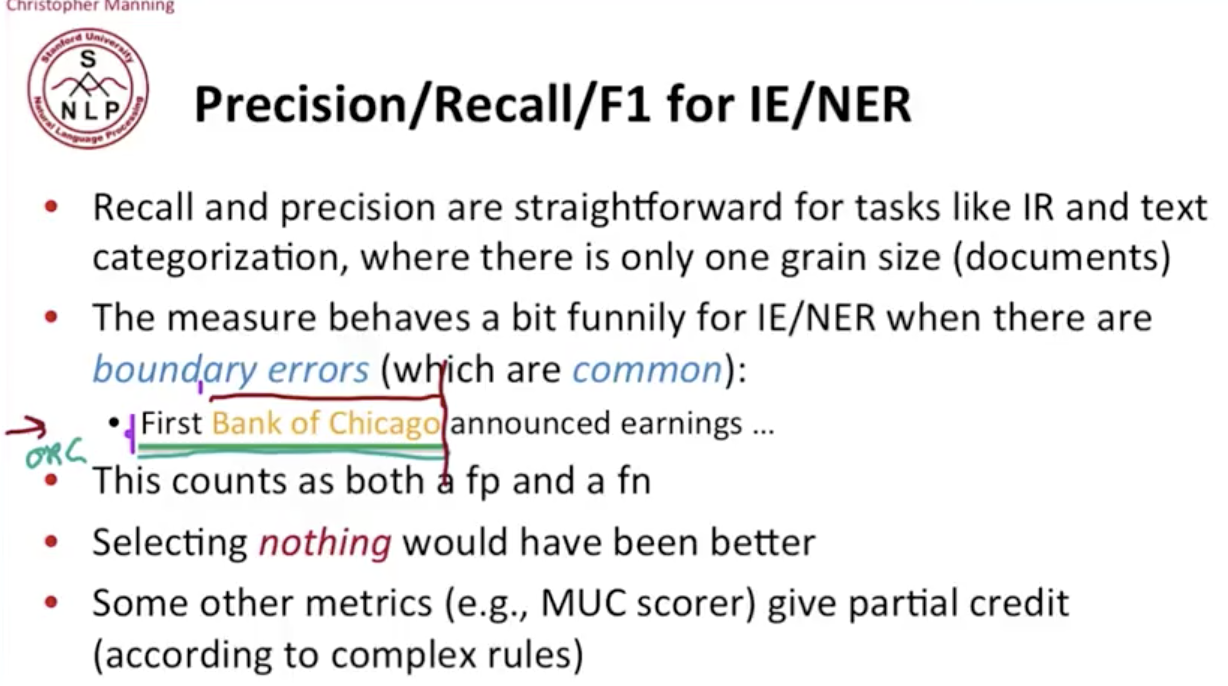 Christopher Manning
Stanford University
S
NLP
Natural Language Processing
Precision/Recall/F1 for IE/NER
• Recall and precision are straightforward for tasks like IR and text
categorization, where there is only one grain size (documents)
• The measure behaves a bit funnily for IE/NER when there are
boundary errors (which are common):
• First Bank of Chicago announced earnings ...
ORG
• This counts as both a fp and a fn
• Selecting nothing would have been better
• Some other metrics (e.g., MUC scorer) give partial credit
(according to complex rules)